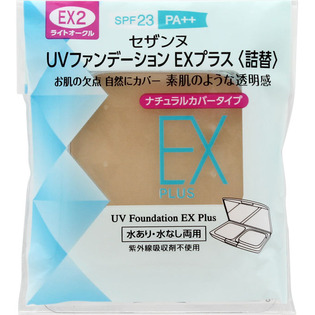 EX2
ライトオークル
SPF23 PA++
セザンヌ
UVファンデーション EXプラス〈詰替〉
お肌の欠点 自然にカバー 素肌のような透明感
ナチュラルカバータイプ
EX
PLUS
UV Foundation EX Plus
水あり・水なし両用
紫外線吸収剤不使用